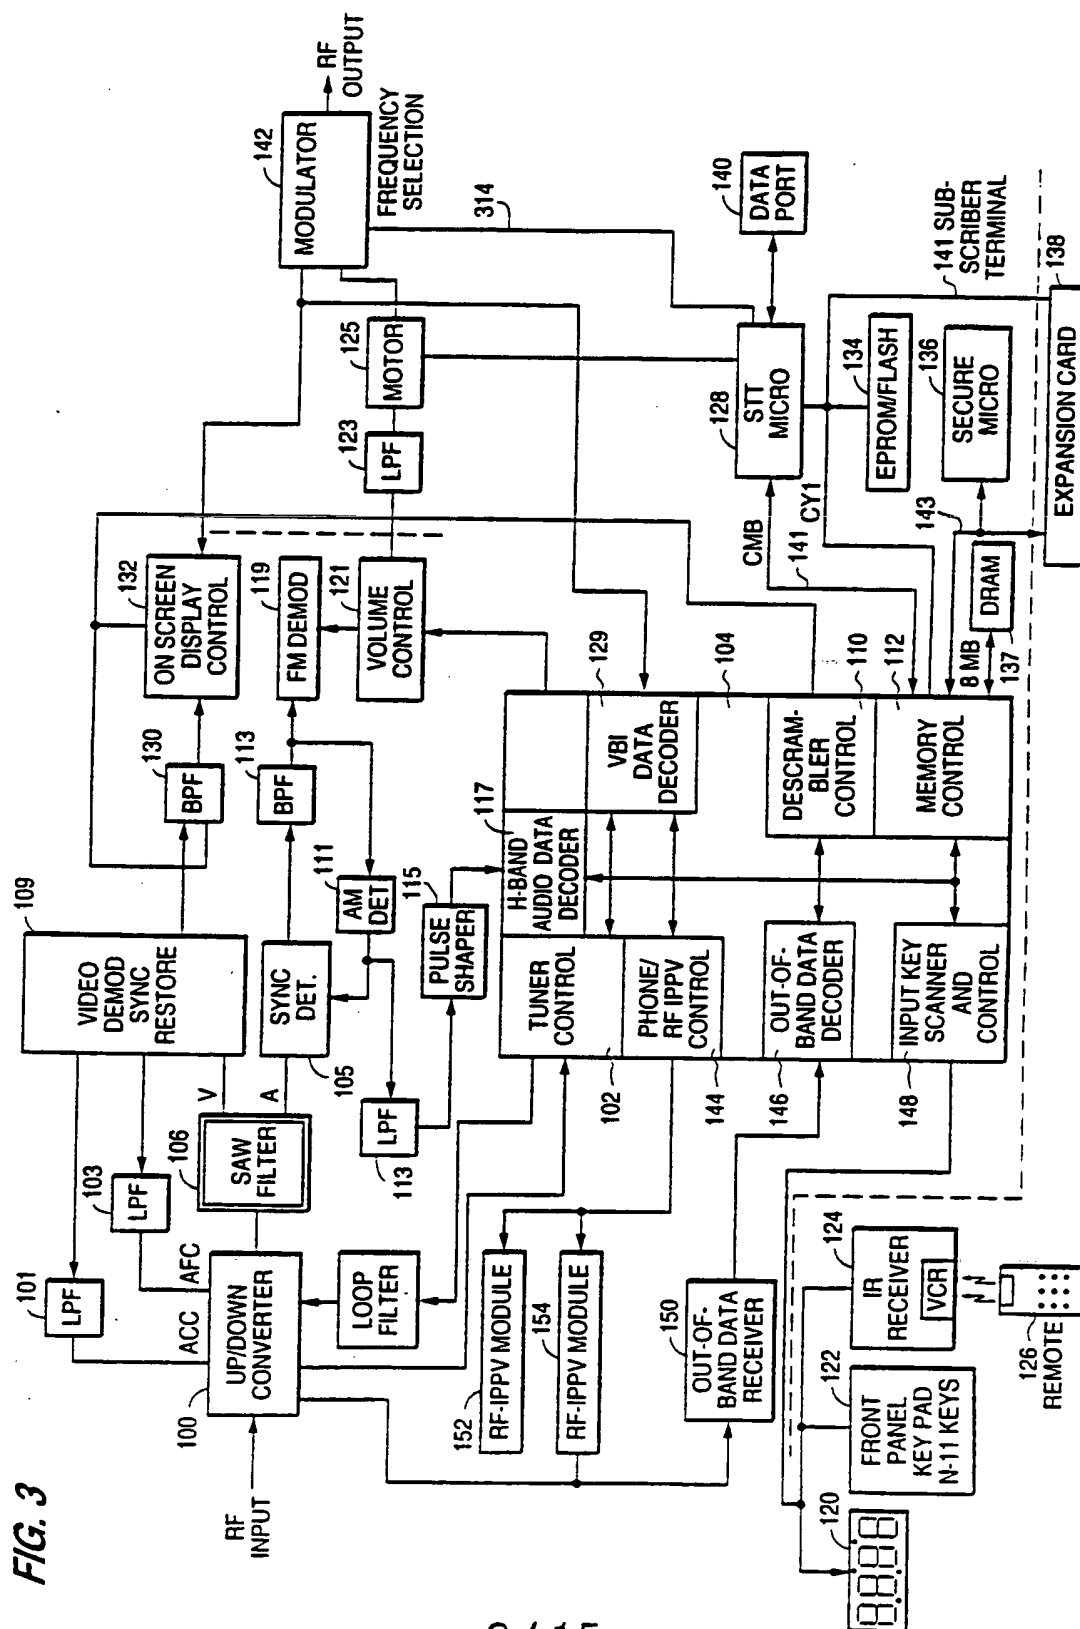 FIG. 3
RF
INPUT
100
UP/DOWN
CONVERTER
ACC
AFC
101
LPF
103
LPF
106
SAW
FILTER
V
A
109
VIDEO
DEMOD
SYNC
RESTORE
105
SYNC
DET.
130
BPF
113
BPF
132
ON SCREEN
DISPLAY
CONTROL
119
FM DEMOD
121
VOLUME
CONTROL
123
LPF
125
MOTOR
142
MODULATOR
RF
OUTPUT
FREQUENCY
SELECTION
314
111
AM
DET
113
LPF
115
PULSE
SHAPER
LOOP
FILTER
152
RF-IPPV MODULE
154
RF-IPPV MODULE
150
OUT-OF-
BAND DATA
RECEIVER
117
H-BAND
AUDIO DATA
DECODER
TUNER
CONTROL
102
PHONE/
RF IPPV
CONTROL
144
129
VBI
DATA
DECODER
104
146
OUT-OF-
BAND DATA
DECODER
110
DESCRAM-
BLER
CONTROL
112
MEMORY
CONTROL
148
INPUT KEY
SCANNER
AND
CONTROL
128
STT
MICRO
140
DATA
PORT
CMB
141
CY1
134
EPROM/FLASH
136
SECURE
MICRO
141 SUB-
SCRIBER
TERMINAL
143
8 MB
DRAM
137
138
EXPANSION CARD
120
8.8.8.8
122
FRONT
PANEL
KEY PAD
N-11 KEYS
124
IR
RECEIVER
VCR
126
REMOTE